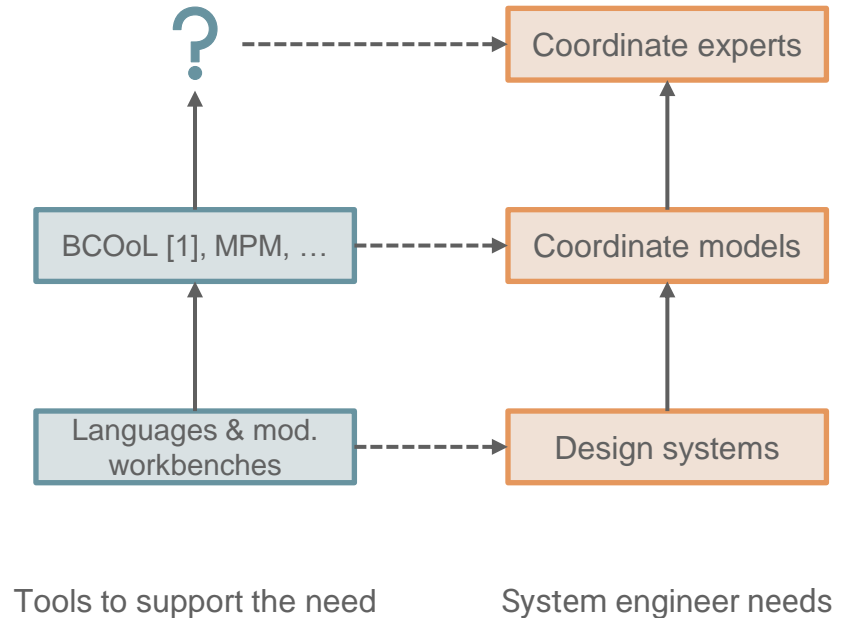 ?
Coordinate experts
BCOoL [1], MPM, …
Coordinate models
Languages & mod.
workbenches
Design systems
Tools to support the need
System engineer needs